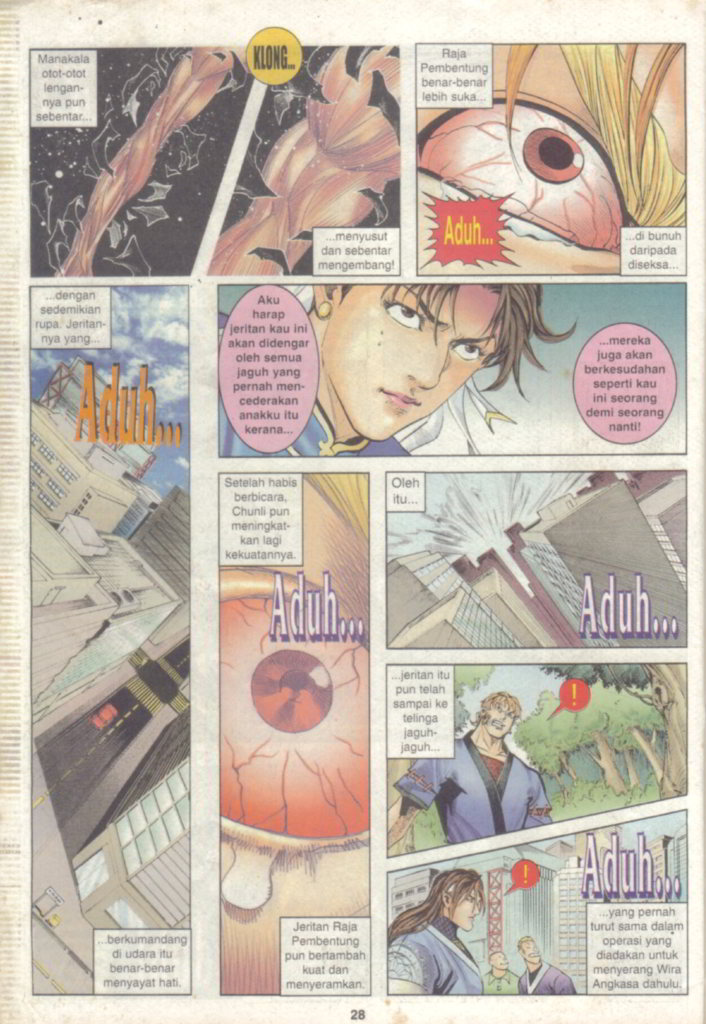 Manakala
otot-otot
lengan-
nya pun
sebentar...
KLONG...
...menyusut
dan sebentar
mengembang!
Raja
Pembentung
benar-benar
lebih suka...
Aduh...
...di bunuh
daripada
diseksa...
...dengan
sedemikian
rupa. Jeritan-
nya yang...
Aduh...
...berkumandang
di udara itu
benar-benar
menyayat hati.
Aku
harap
jeritan kau ini
akan didengar
oleh semua
jaguh yang
pernah men-
cederakan
anakku itu
kerana...
...mereka
juga akan
berkesudahan
seperti kau
ini seorang
demi seorang
nanti!
Setelah habis
berbicara,
Chunli pun
meningkat-
kan lagi
kekuatannya.
Aduh...
Jeritan Raja
Pembentung
pun bertambah
kuat dan
menyeramkan.
Oleh
itu...
Aduh...
...jeritan itu
pun telah
sampai ke
telinga
jaguh-
jaguh...
!
Aduh...
!
...yang pernah
turut sama dalam
operasi yang
diadakan untuk
menyerang Wira
Angkasa dahulu.
28